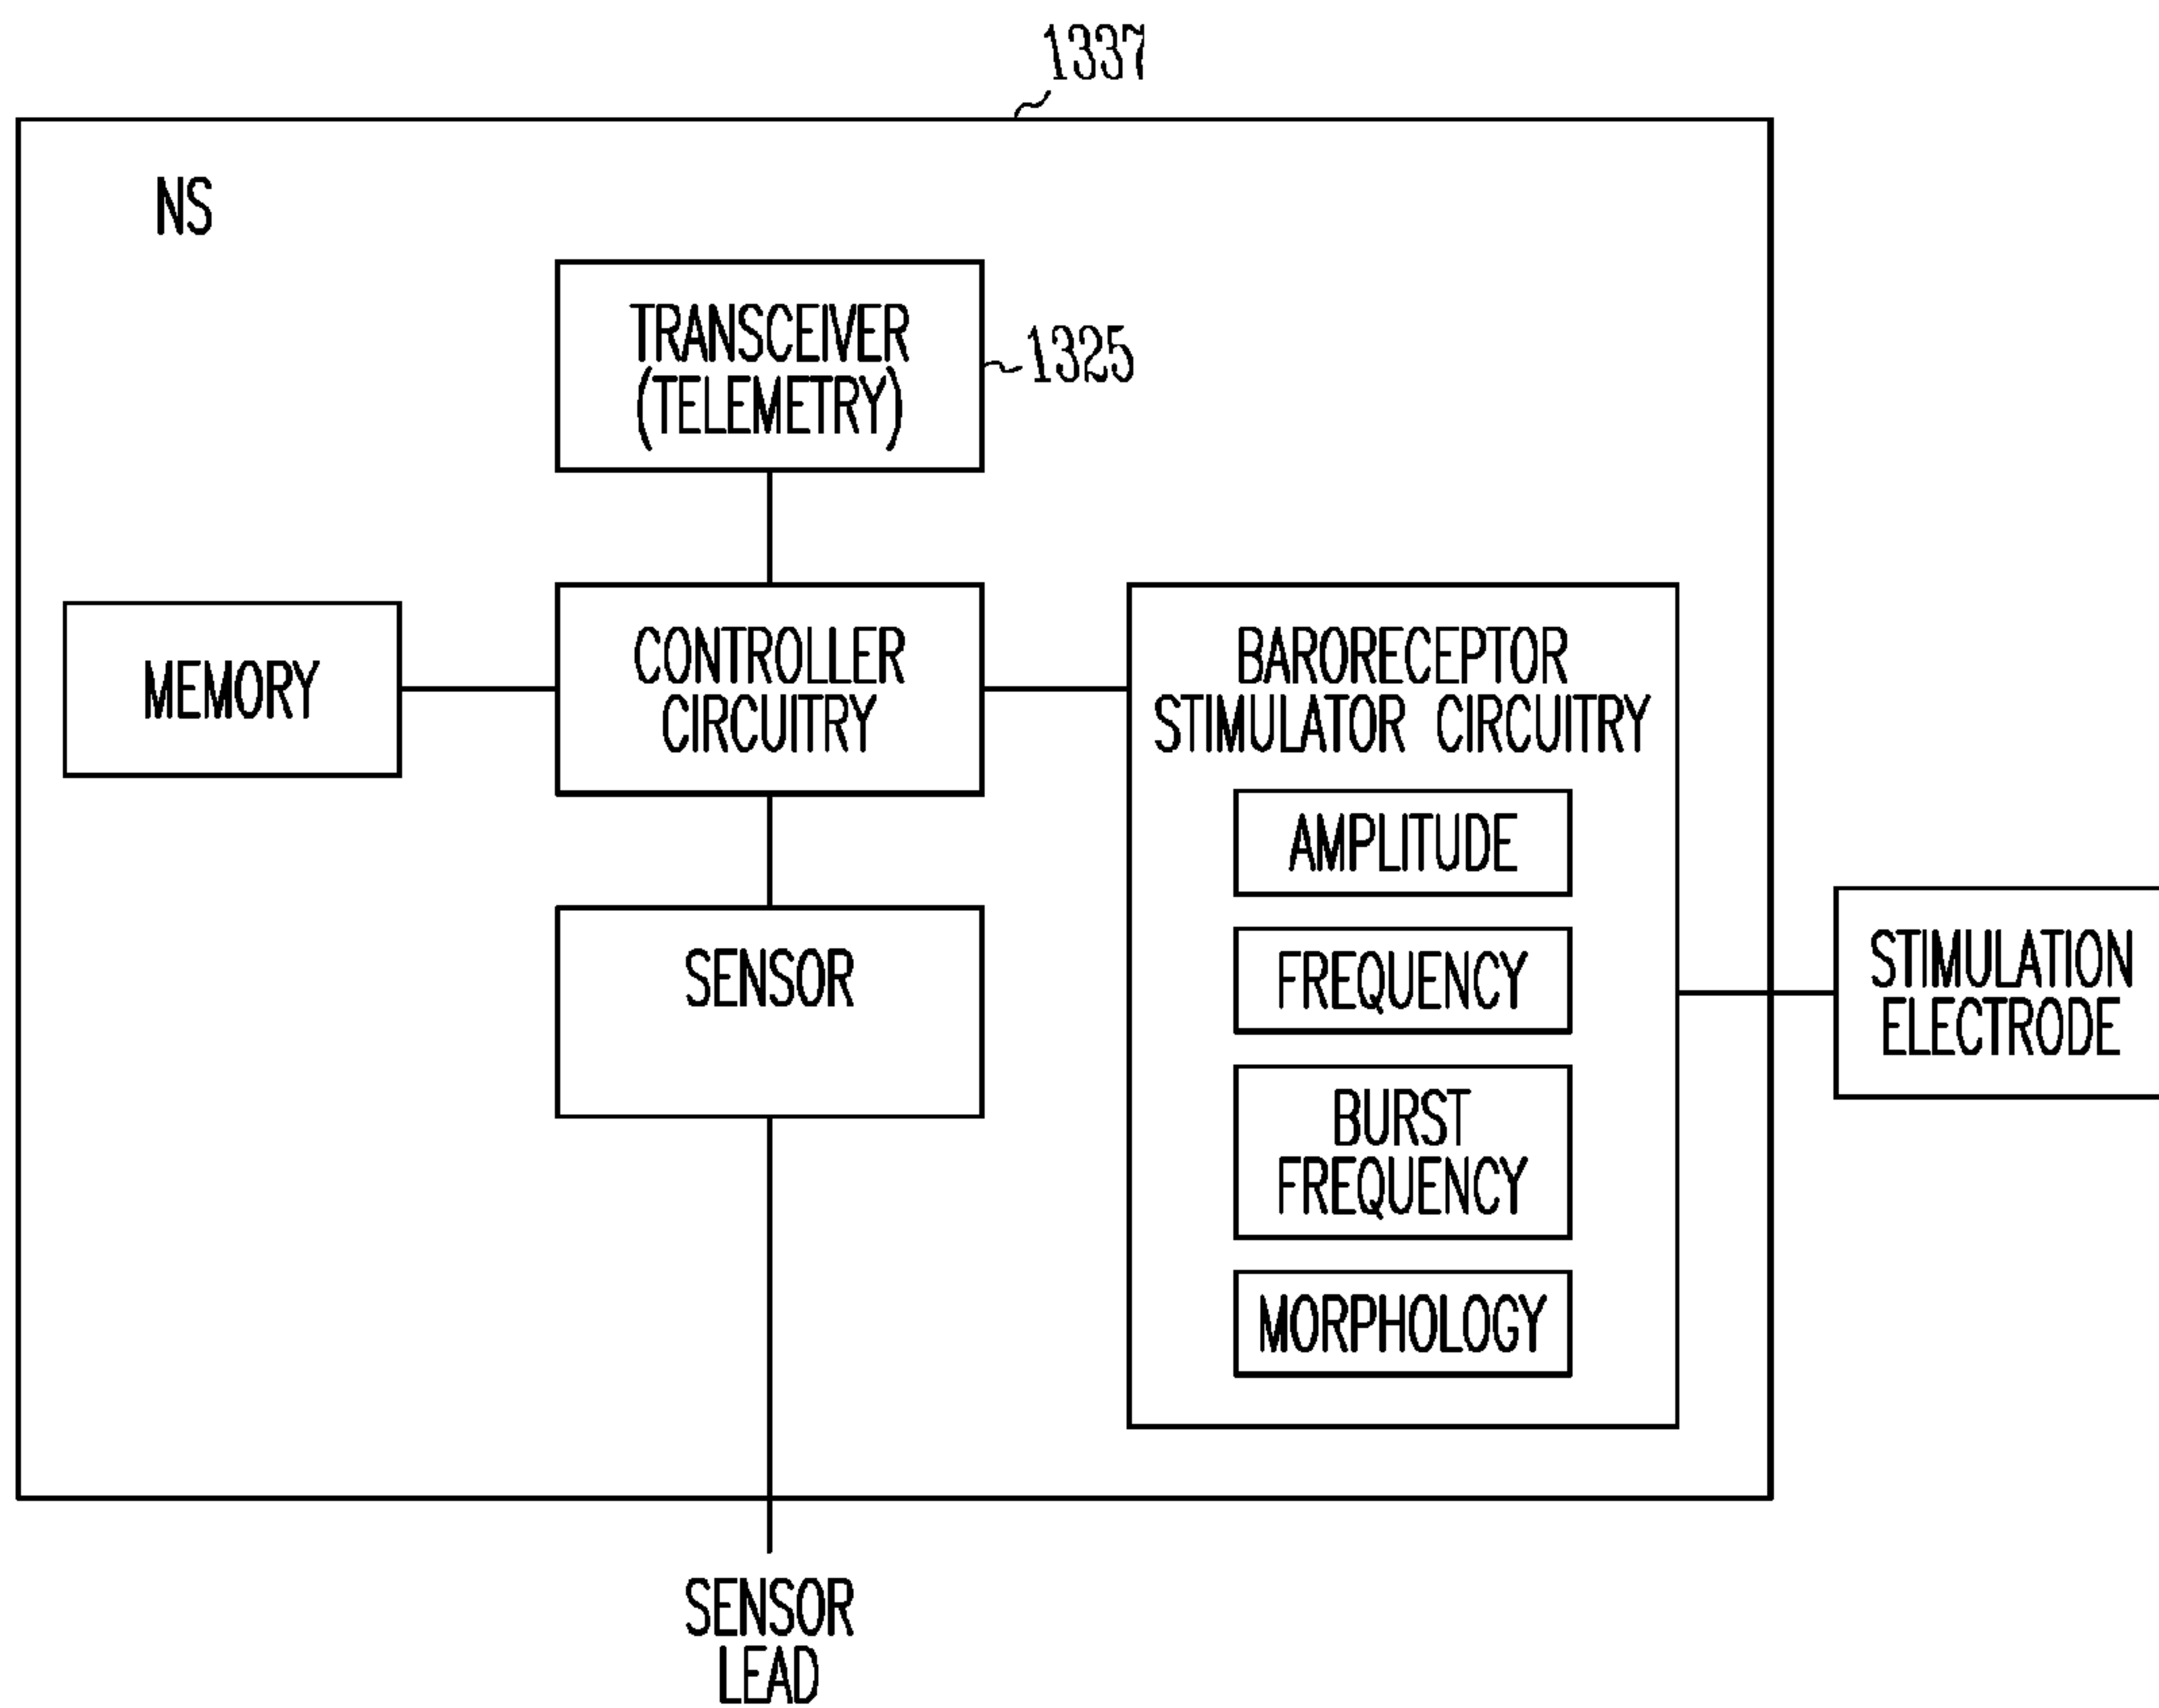 1337
NS
TRANSCEIVER
(TELEMETRY)
1325
MEMORY
CONTROLLER
CIRCUITRY
BARORECEPTOR
STIMULATOR CIRCUITRY
AMPLITUDE
FREQUENCY
BURST
FREQUENCY
MORPHOLOGY
SENSOR
STIMULATION
ELECTRODE
SENSOR
LEAD